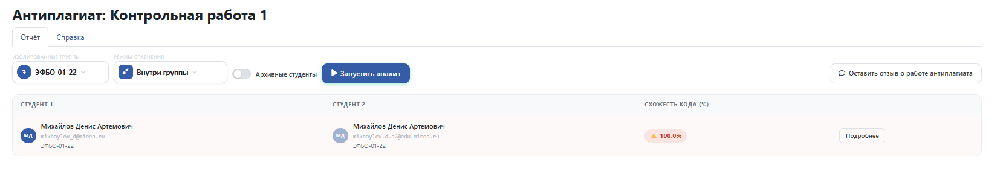 Антиплагиат: Контрольная работа 1
Отчёт Справка
ИЗОЛИРОВАННЫЕ ГРУППЫ РЕЖИМ СРАВНЕНИЯ
Э ЭФБО-01-22 Внутри группы Архивные студенты Запустить анализ Оставить отзыв о работе антиплагиата
СТУДЕНТ 1 СТУДЕНТ 2 СХОЖЕСТЬ КОДА (%)
МД Михайлов Денис Артемович МД Михайлов Денис Артемович
mikhaylov_d@mirea.ru mikhaylov.d.a2@edu.mirea.ru 100.0% Подробнее
ЭФБО-01-22 ЭФБО-01-22